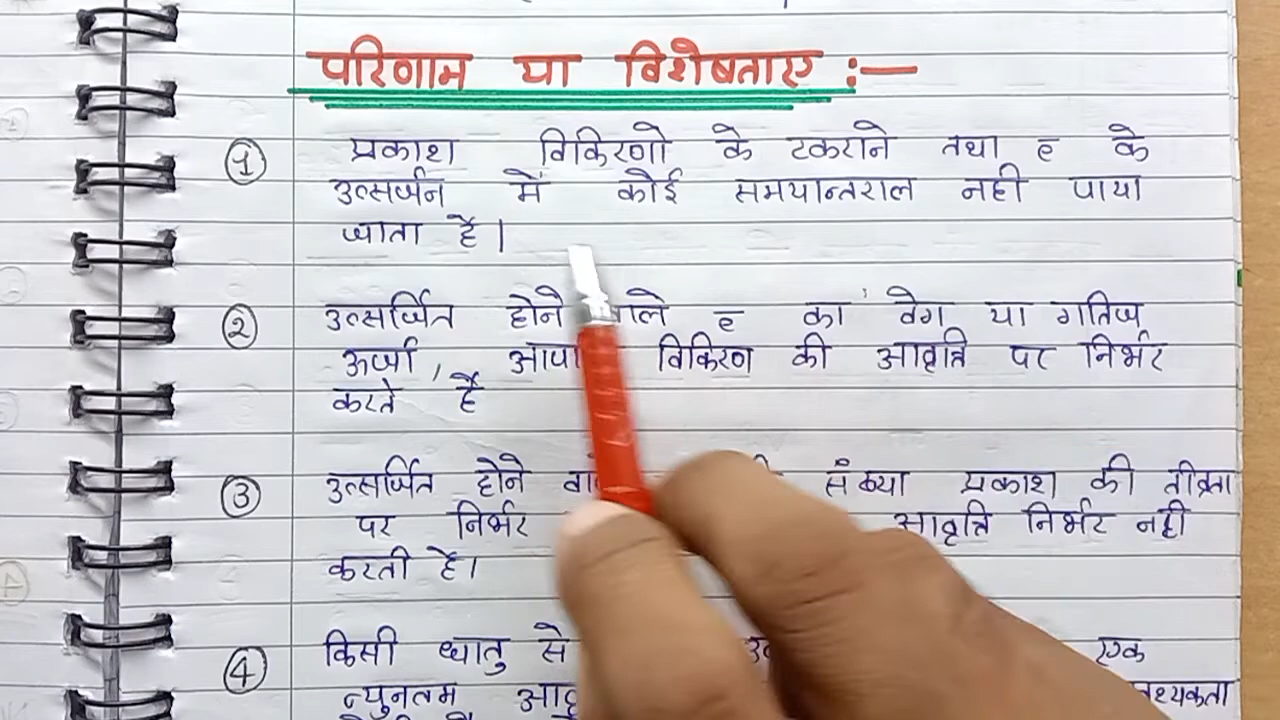 परिणाम या विशेषताए :—
① प्रकाश विकिरणो के टकराने तथा e के
उत्सर्जन में कोई समयान्तराल नही पाया
जाता है।
② उत्सर्जित होने वाले e का वेग या गतिज
ऊर्जा, विकिरण की आवृत्ति पर निर्भर
करते है
③ उत्सर्जित होने संख्या प्रकाश की तीव्रता
पर निर्भर आवृत्ति निर्भर नही
करती है।
④ किसी धातु से एक
न्युनतम